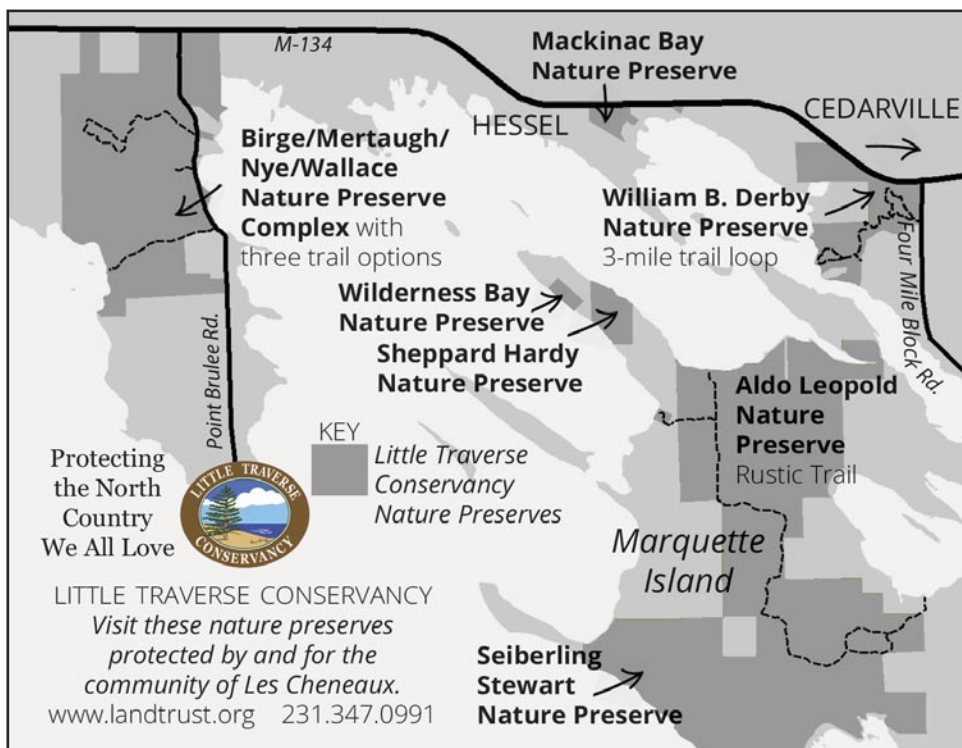 M-134
Mackinac Bay
Nature Preserve
HESSEL
CEDARVILLE
Birge/Mertaugh/
Nye/Wallace
Nature Preserve
Complex with
three trail options
William B. Derby
Nature Preserve
3-mile trail loop
Four Mile Block Rd.
Wilderness Bay
Nature Preserve
Sheppard Hardy
Nature Preserve
Point Brulee Rd.
Aldo Leopold
Nature
Preserve
Rustic Trail
KEY
Little Traverse
Conservancy
Nature Preserves
Protecting
the North
Country
We All Love
LITTLE TRAVERSE
CONSERVANCY
Marquette
Island
LITTLE TRAVERSE CONSERVANCY
Visit these nature preserves
protected by and for the
community of Les Cheneaux.
www.landtrust.org 231.347.0991
Seiberling
Stewart
Nature Preserve